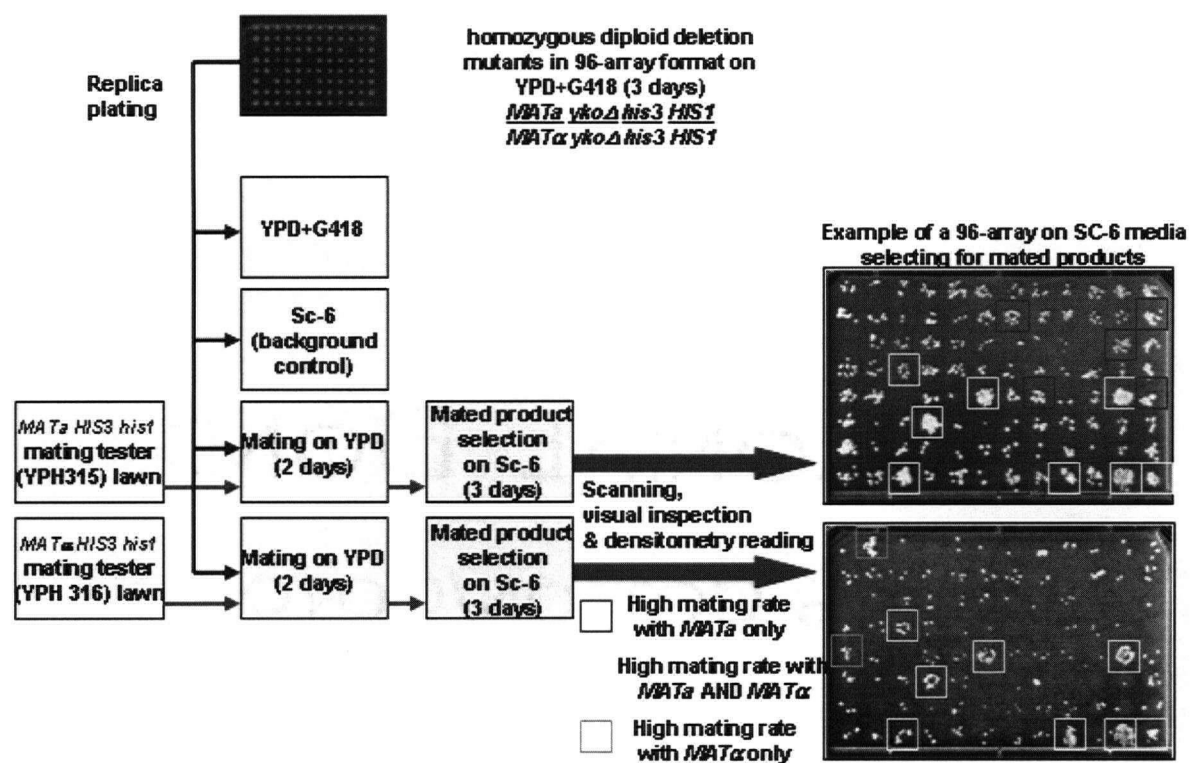 Replica
plating
homozygous diploid deletion
mutants in 96-array format on
YPD+G418 (3 days)
MATa ykoΔ his3 HIS1
MATα ykoΔ his3 HIS1
YPD+G418
Sc-6
(background
control)
MATa HIS3 his1
mating tester
(YPH315) lawn
Mating on YPD
(2 days)
Mated product
selection
on Sc-6
(3 days)
MATα HIS3 his1
mating tester
(YPH 316) lawn
Mating on YPD
(2 days)
Mated product
selection
on Sc-6
(3 days)
Scanning,
visual inspection
& densitometry reading
Example of a 96-array on SC-6 media
selecting for mated products
High mating rate
with MATa only
High mating rate with
MATa AND MATα
High mating rate
with MATα only